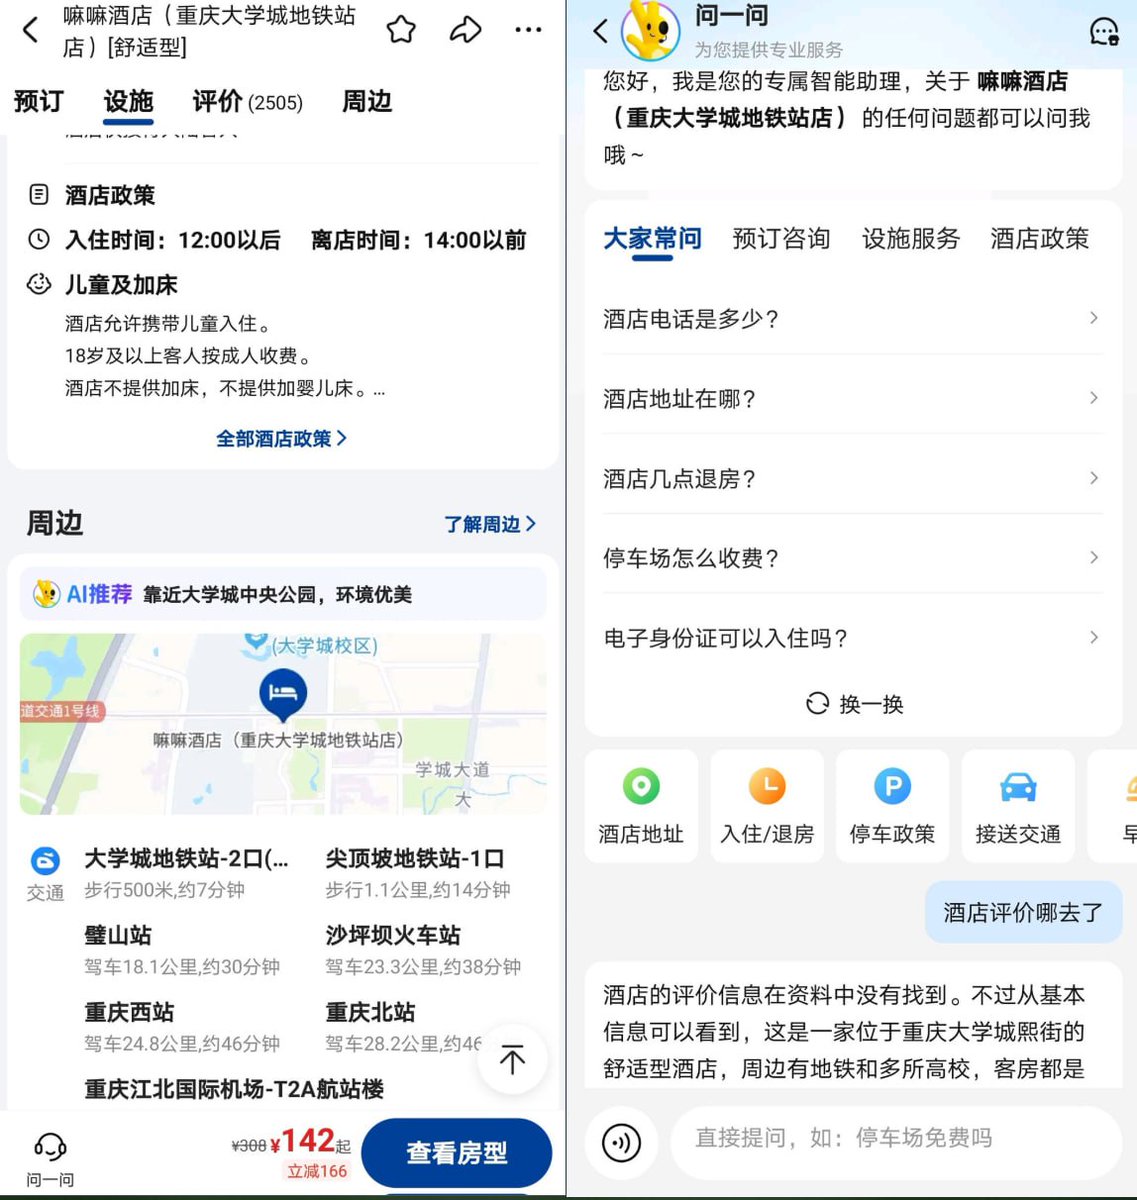 嘛嘛酒店（重庆大学城地铁站
店）[舒适型]
预订 设施 评价 (2505) 周边
酒店政策
入住时间：12:00以后 离店时间：14:00以前
儿童及加床
酒店允许携带儿童入住。
18岁及以上客人按成人收费。
酒店不提供加床，不提供加婴儿床。...
全部酒店政策
周边
了解周边
AI推荐 靠近大学城中央公园，环境优美
(大学城校区)
道交通1号线
嘛嘛酒店（重庆大学城地铁站店）
学城大道
大
交通
大学城地铁站-2口(...
步行500米,约7分钟
尖顶坡地铁站-1口
步行1.1公里,约14分钟
璧山站
驾车18.1公里,约30分钟
沙坪坝火车站
驾车23.3公里,约38分钟
重庆西站
驾车24.8公里,约46分钟
重庆北站
驾车28.2公里,约46
重庆江北国际机场-T2A航站楼
问一问
¥308 ¥142起
立减166
查看房型
问一问
为您提供专业服务
您好，我是您的专属智能助理，关于 嘛嘛酒店
（重庆大学城地铁站店） 的任何问题都可以问我
哦～
大家常问 预订咨询 设施服务 酒店政策
酒店电话是多少？
酒店地址在哪？
酒店几点退房？
停车场怎么收费？
电子身份证可以入住吗？
换一换
酒店地址 入住/退房 停车政策 接送交通 早
酒店评价哪去了
酒店的评价信息在资料中没有找到。不过从基本
信息可以看到，这是一家位于重庆大学城熙街的
舒适型酒店，周边有地铁和多所高校，客房都是
直接提问，如：停车场免费吗